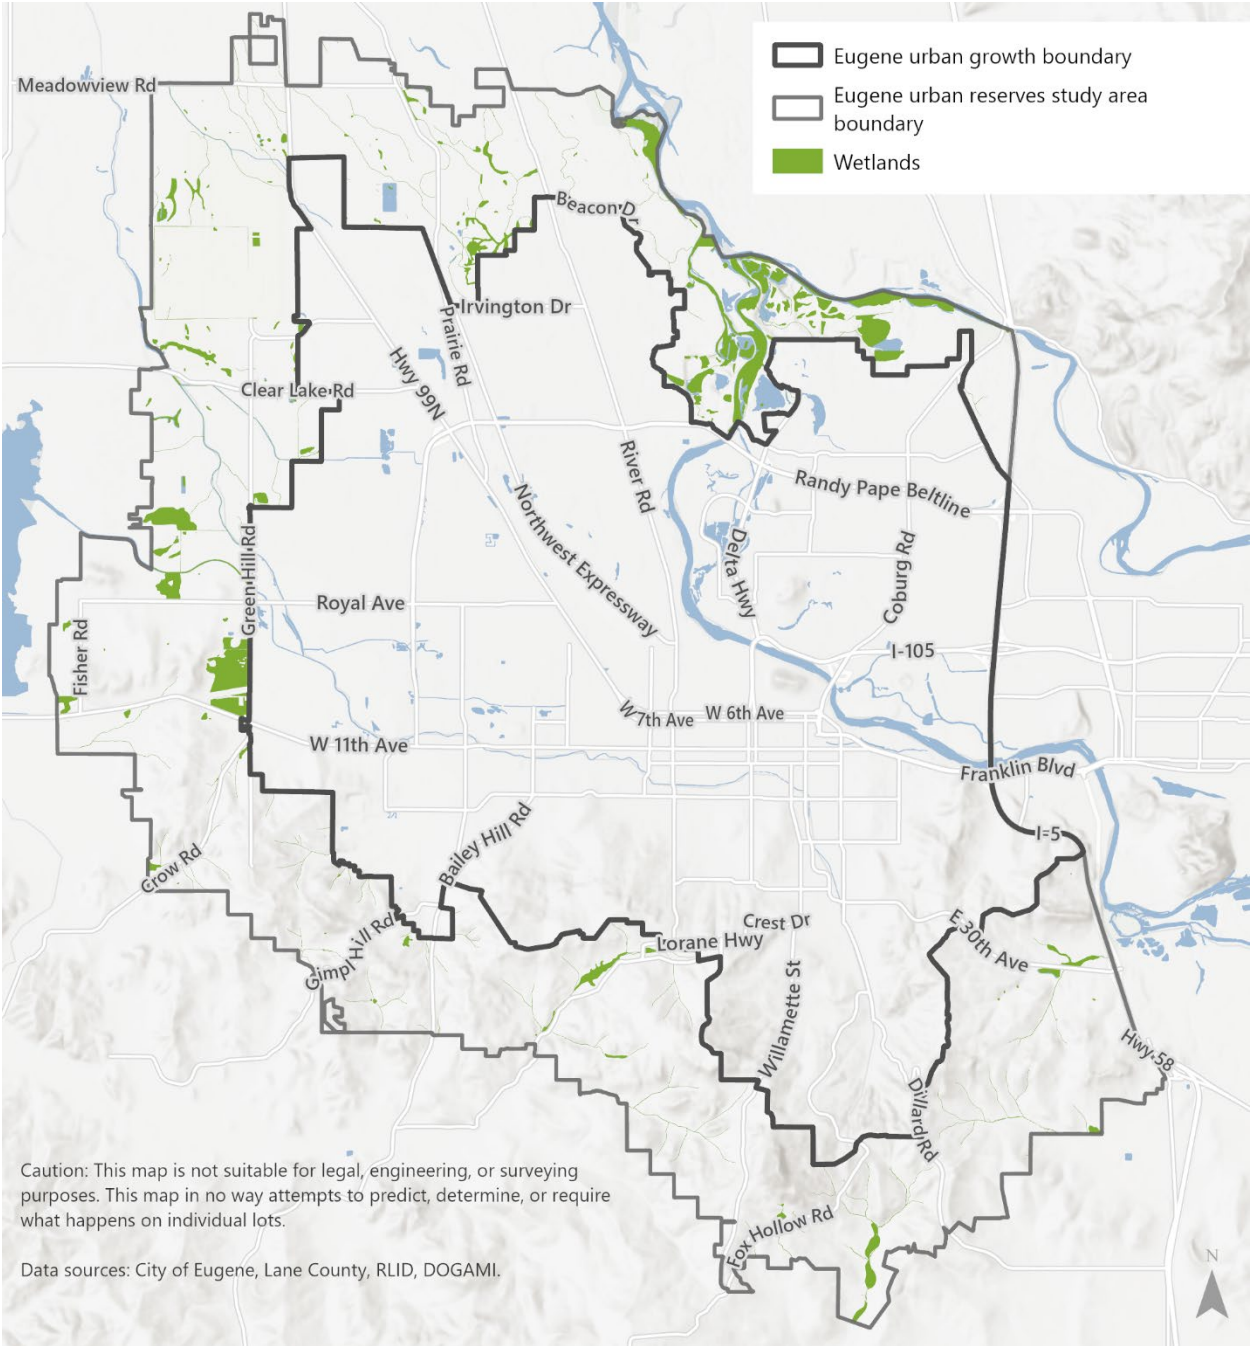 Eugene urban growth boundary
Eugene urban reserves study area
boundary
Wetlands
Meadowview Rd
Beacon Dr
Irvington Dr
Prairie Rd
Hwy 99N
Clear Lake Rd
River Rd
Randy Pape Beltline
Northwest Expressway
Delta Hwy
Coburg Rd
Green Hill Rd
Royal Ave
Fisher Rd
I-105
W 7th Ave
W 6th Ave
W 11th Ave
Franklin Blvd
I-5
Bailey Hill Rd
Crow Rd
Gimpl Hill Rd
Crest Dr
Lorane Hwy
E 30th Ave
Willamette St
Hwy 58
Dillard Rd
Fox Hollow Rd
Caution: This map is not suitable for legal, engineering, or surveying
purposes. This map in no way attempts to predict, determine, or require
what happens on individual lots.
Data sources: City of Eugene, Lane County, RLID, DOGAMI.
N